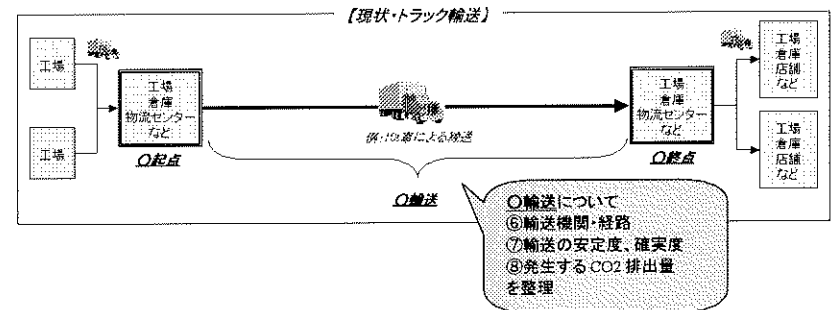 【現状・トラック輸送】
工場
工場
工場
倉庫
物流センター
など
〇起点
例:10t車による輸送
〇輸送
工場
倉庫
物流センター
など
〇終点
工場
倉庫
店舗
など
工場
倉庫
店舗
など
〇輸送について
⑥輸送機関・経路
⑦輸送の安定度、確実度
⑧発生するCO2排出量
を整理